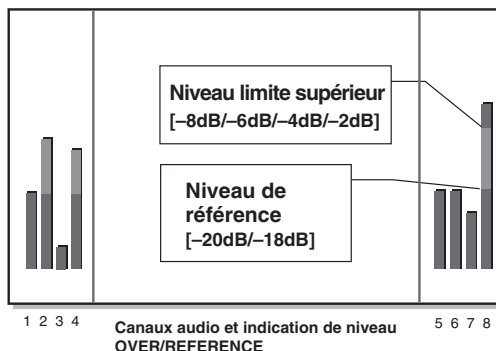 Niveau limite supérieur
[–8dB/–6dB/–4dB/–2dB]
Niveau de
référence
[–20dB/–18dB]
1 2 3 4
5 6 7 8
Canaux audio et indication de niveau
OVER/REFERENCE